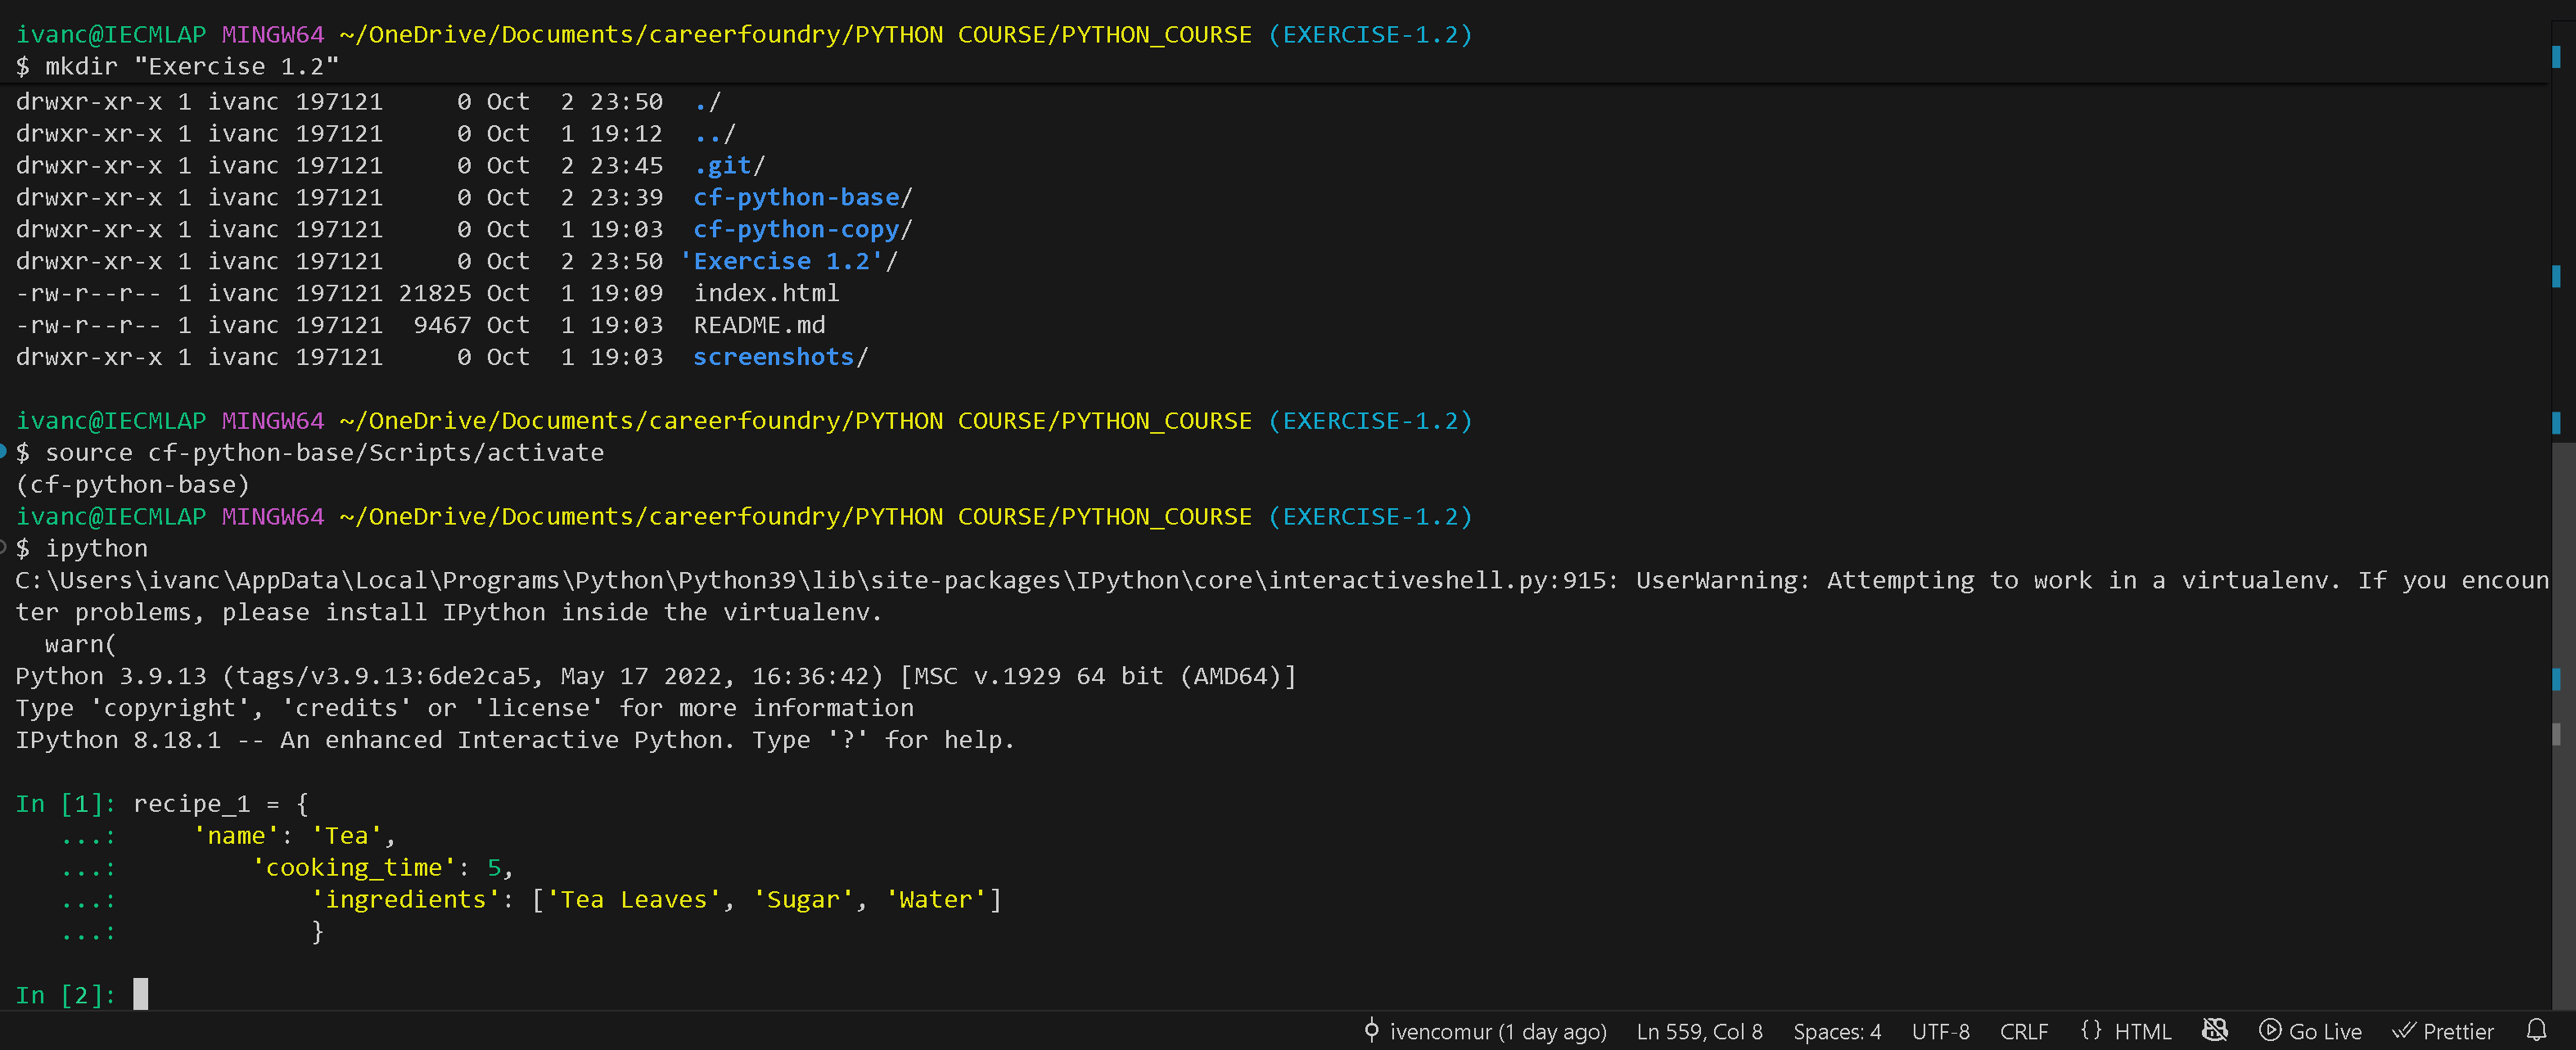 ivanc@IECMLAP MINGW64 ~/OneDrive/Documents/careerfoundry/PYTHON COURSE/PYTHON_COURSE (EXERCISE-1.2)
$ mkdir "Exercise 1.2"
drwxr-xr-x 1 ivanc 197121     0 Oct  2 23:50  ./
drwxr-xr-x 1 ivanc 197121     0 Oct  1 19:12  ../
drwxr-xr-x 1 ivanc 197121     0 Oct  2 23:45  .git/
drwxr-xr-x 1 ivanc 197121     0 Oct  2 23:39  cf-python-base/
drwxr-xr-x 1 ivanc 197121     0 Oct  1 19:03  cf-python-copy/
drwxr-xr-x 1 ivanc 197121     0 Oct  2 23:50 'Exercise 1.2'/
-rw-r--r-- 1 ivanc 197121 21825 Oct  1 19:09  index.html
-rw-r--r-- 1 ivanc 197121  9467 Oct  1 19:03  README.md
drwxr-xr-x 1 ivanc 197121     0 Oct  1 19:03  screenshots/
ivanc@IECMLAP MINGW64 ~/OneDrive/Documents/careerfoundry/PYTHON COURSE/PYTHON_COURSE (EXERCISE-1.2)
$ source cf-python-base/Scripts/activate
(cf-python-base)
ivanc@IECMLAP MINGW64 ~/OneDrive/Documents/careerfoundry/PYTHON COURSE/PYTHON_COURSE (EXERCISE-1.2)
$ ipython
C:\Users\ivanc\AppData\Local\Programs\Python\Python39\lib\site-packages\IPython\core\interactiveshell.py:915: UserWarning: Attempting to work in a virtualenv. If you encoun
ter problems, please install IPython inside the virtualenv.
  warn(
Python 3.9.13 (tags/v3.9.13:6de2ca5, May 17 2022, 16:36:42) [MSC v.1929 64 bit (AMD64)]
Type 'copyright', 'credits' or 'license' for more information
IPython 8.18.1 -- An enhanced Interactive Python. Type '?' for help.
In [1]: recipe_1 = {
   ...:     'name': 'Tea',
   ...:         'cooking_time': 5,
   ...:             'ingredients': ['Tea Leaves', 'Sugar', 'Water']
   ...:             }
In [2]:
ivencomur (1 day ago) Ln 559, Col 8 Spaces: 4 UTF-8 CRLF {} HTML Go Live Prettier